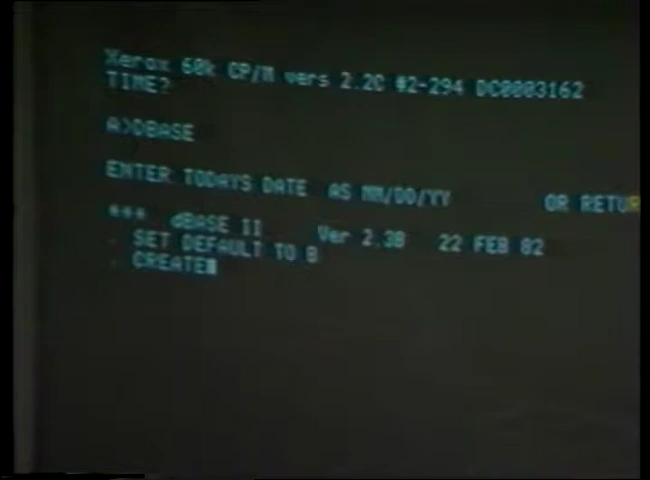 Xerox 60k CP/M vers 2.2C #2-294 DC0003162
TIME?
A>DBASE
ENTER TODAYS DATE AS MM/DD/YY OR RETUR
*** dBASE II Ver 2.3B 22 FEB 82
. SET DEFAULT TO B
. CREATE